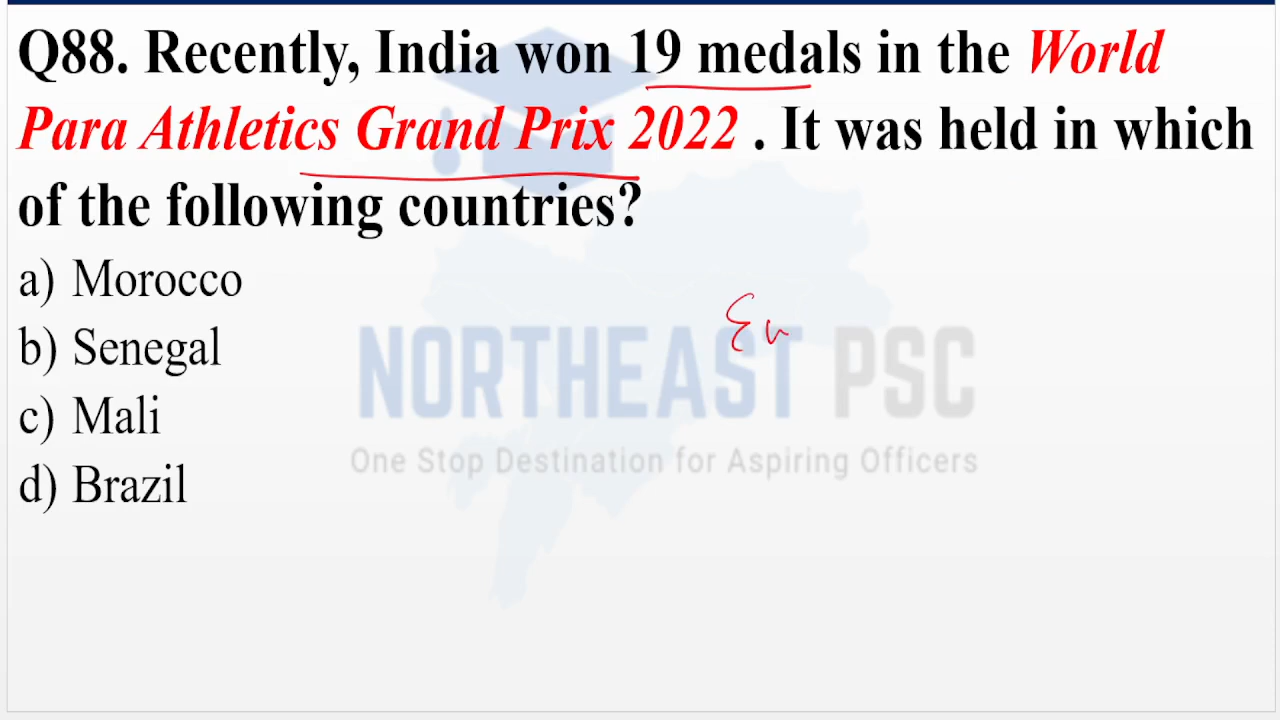 Q88. Recently, India won 19 medals in the World
Para Athletics Grand Prix 2022 . It was held in which
of the following countries?
a) Morocco
b) Senegal
c) Mali
d) Brazil
NORTHEAST PSC
One Stop Destination for Aspiring Officers